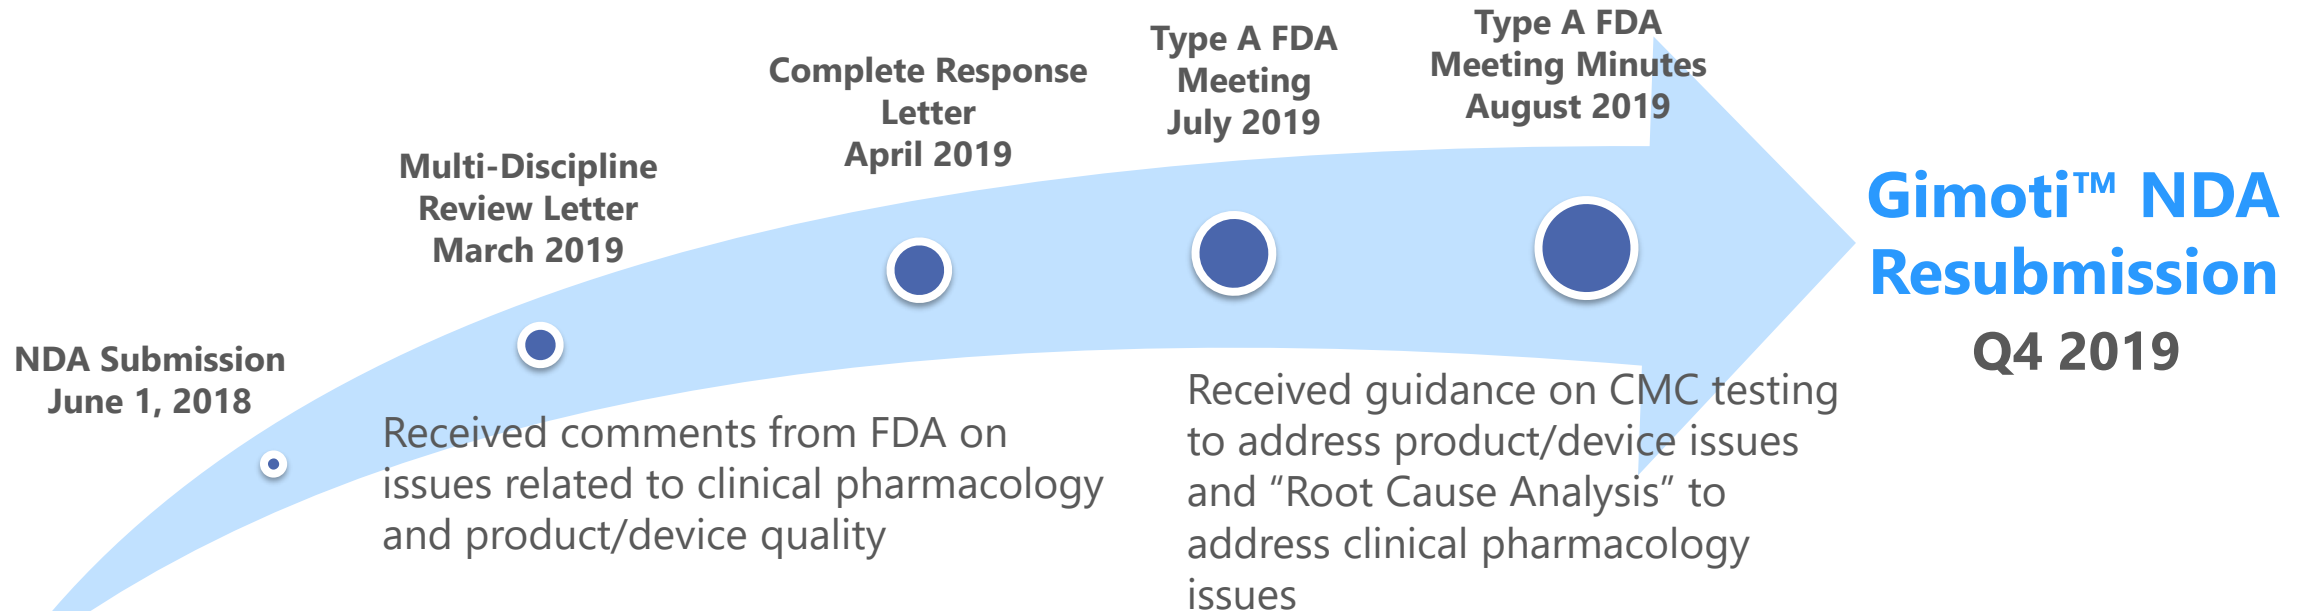 NDA Submission
June 1, 2018
Multi-Discipline
Review Letter
March 2019
Complete Response
Letter
April 2019
Type A FDA
Meeting
July 2019
Type A FDA
Meeting Minutes
August 2019
Received comments from FDA on
issues related to clinical pharmacology
and product/device quality
Received guidance on CMC testing
to address product/device issues
and “Root Cause Analysis” to
address clinical pharmacology
issues
Gimoti™ NDA
Resubmission
Q4 2019